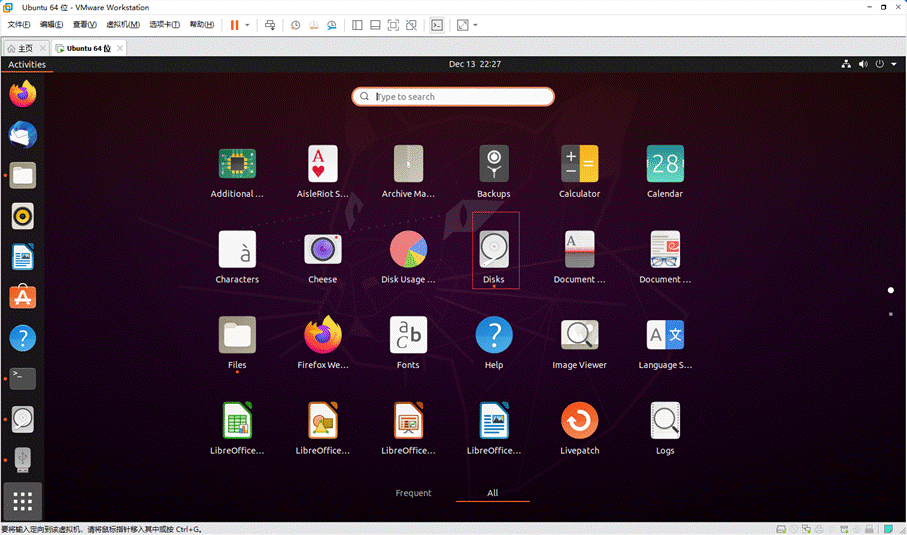 Ubuntu 64 位 - VMware Workstation
文件(F) 编辑(E) 查看(V) 虚拟机(M) 选项卡(T) 帮助(H)
主页 Ubuntu 64 位
Activities Dec 13 22:27
Type to search
Additional ... AisleRiot S... Archive Ma... Backups Calculator Calendar
28
Characters Cheese Disk Usage ... Disks Document ... Document ...
Files Firefox We... Fonts Help Image Viewer Language S...
LibreOffice... LibreOffice... LibreOffice... LibreOffice... Livepatch Logs
Frequent All
要将输入定向到该虚拟机，请将鼠标指针移入其中或按 Ctrl+G。